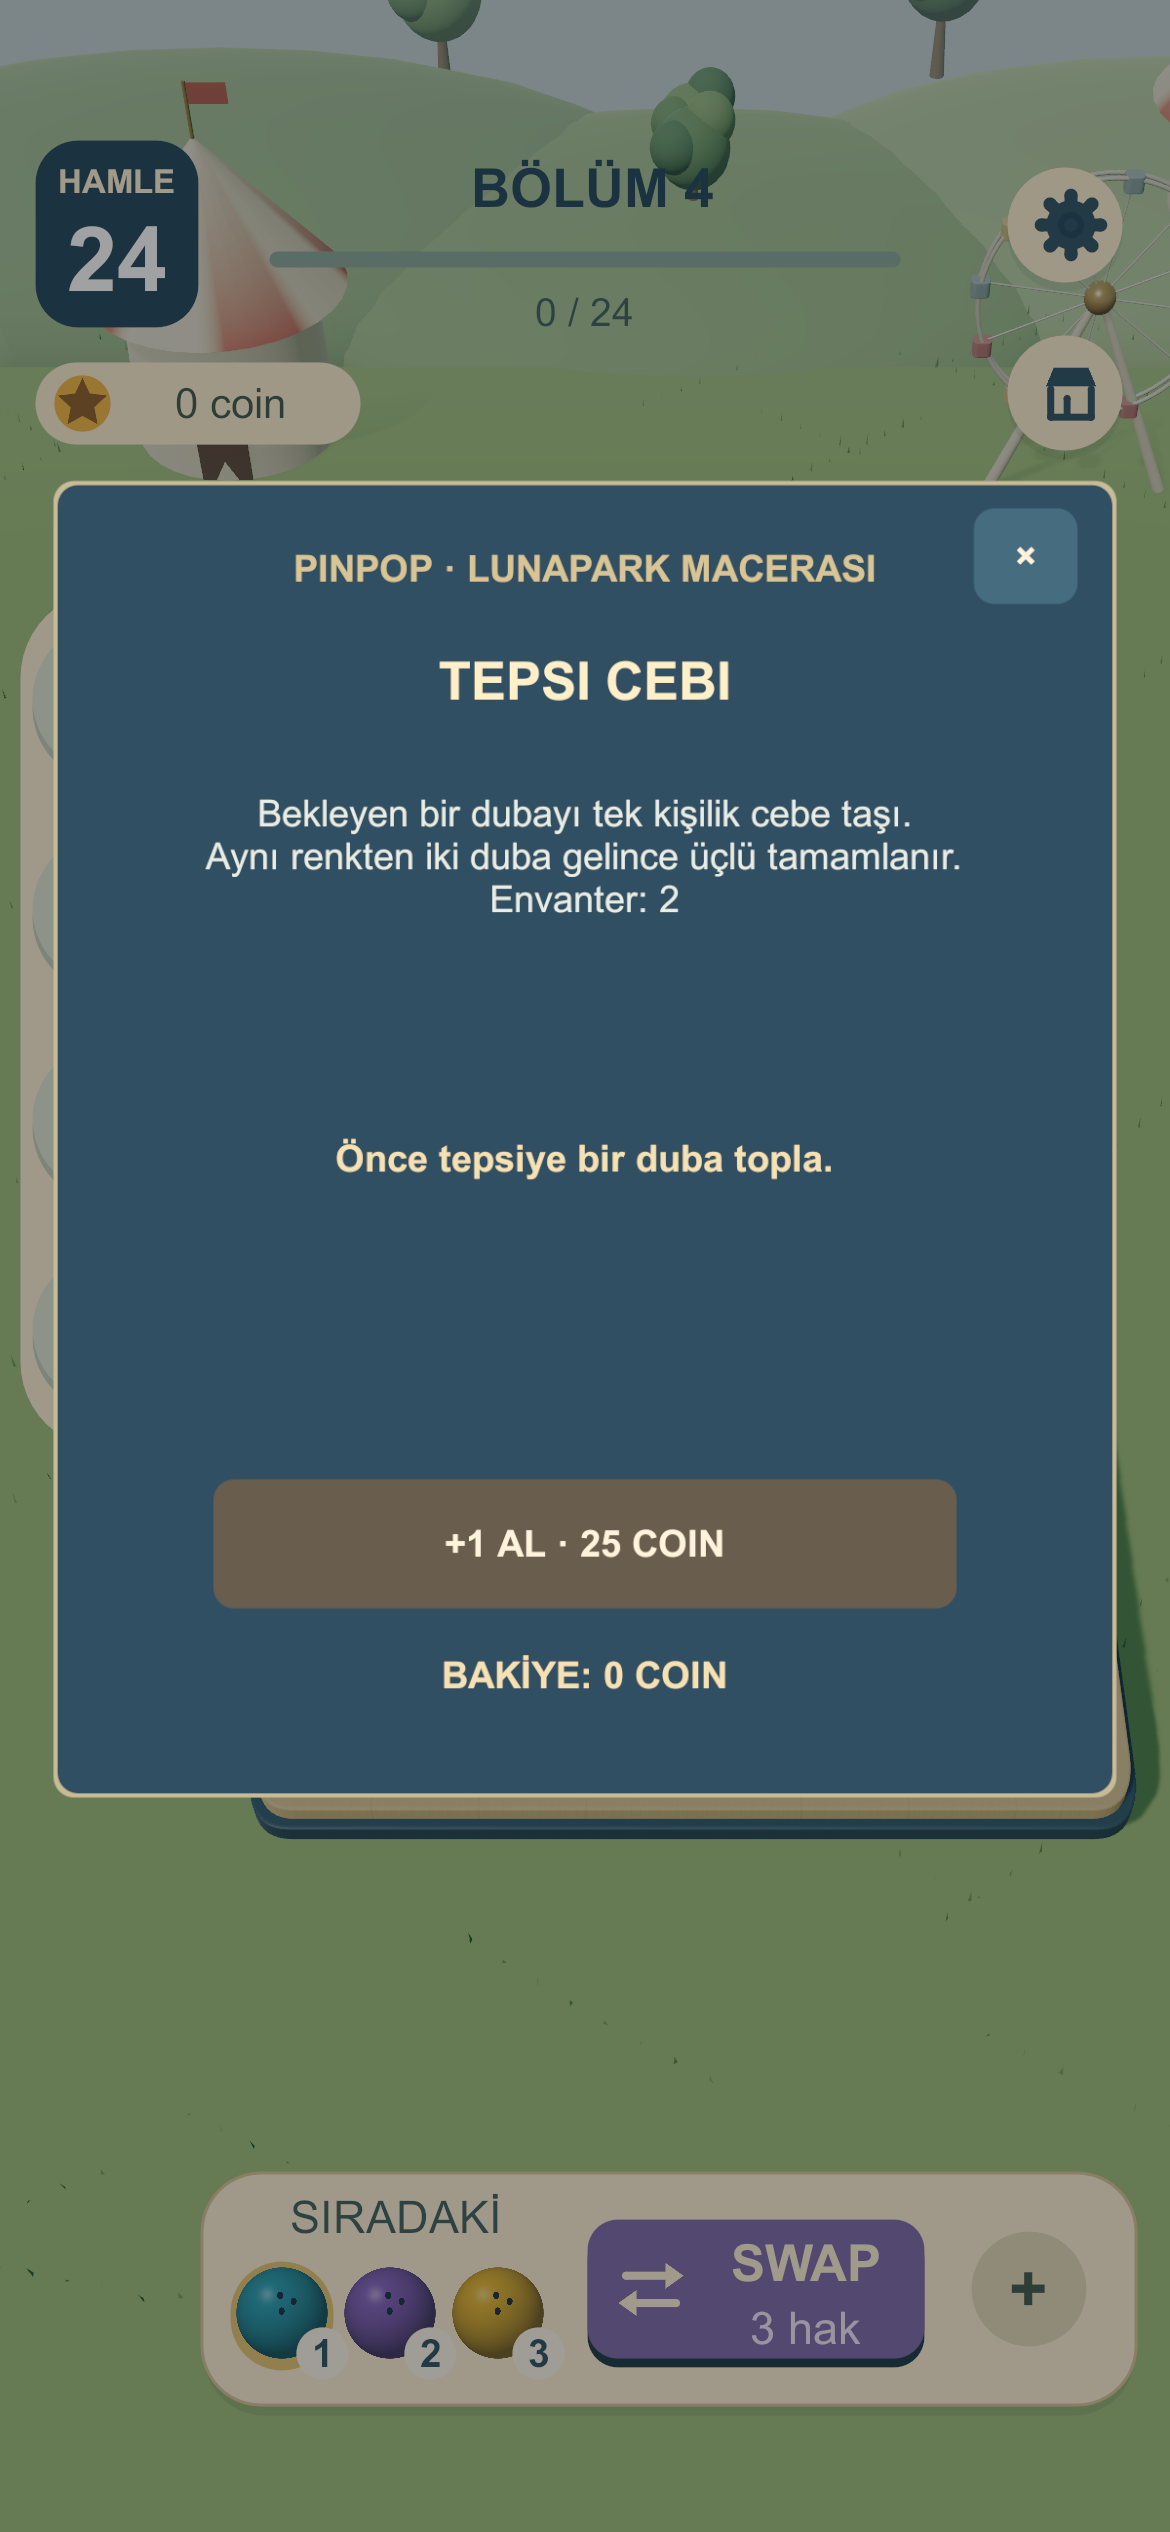 HAMLE
24
BÖLÜM 4
0 / 24
0 coin
PINPOP · LUNAPARK MACERASI
×
TEPSI CEBI
Bekleyen bir dubayı tek kişilik cebe taşı.
Aynı renkten iki duba gelince üçlü tamamlanır.
Envanter: 2
Önce tepsiye bir duba topla.
+1 AL · 25 COIN
BAKİYE: 0 COIN
SIRADAKİ
1
2
3
SWAP
3 hak
+